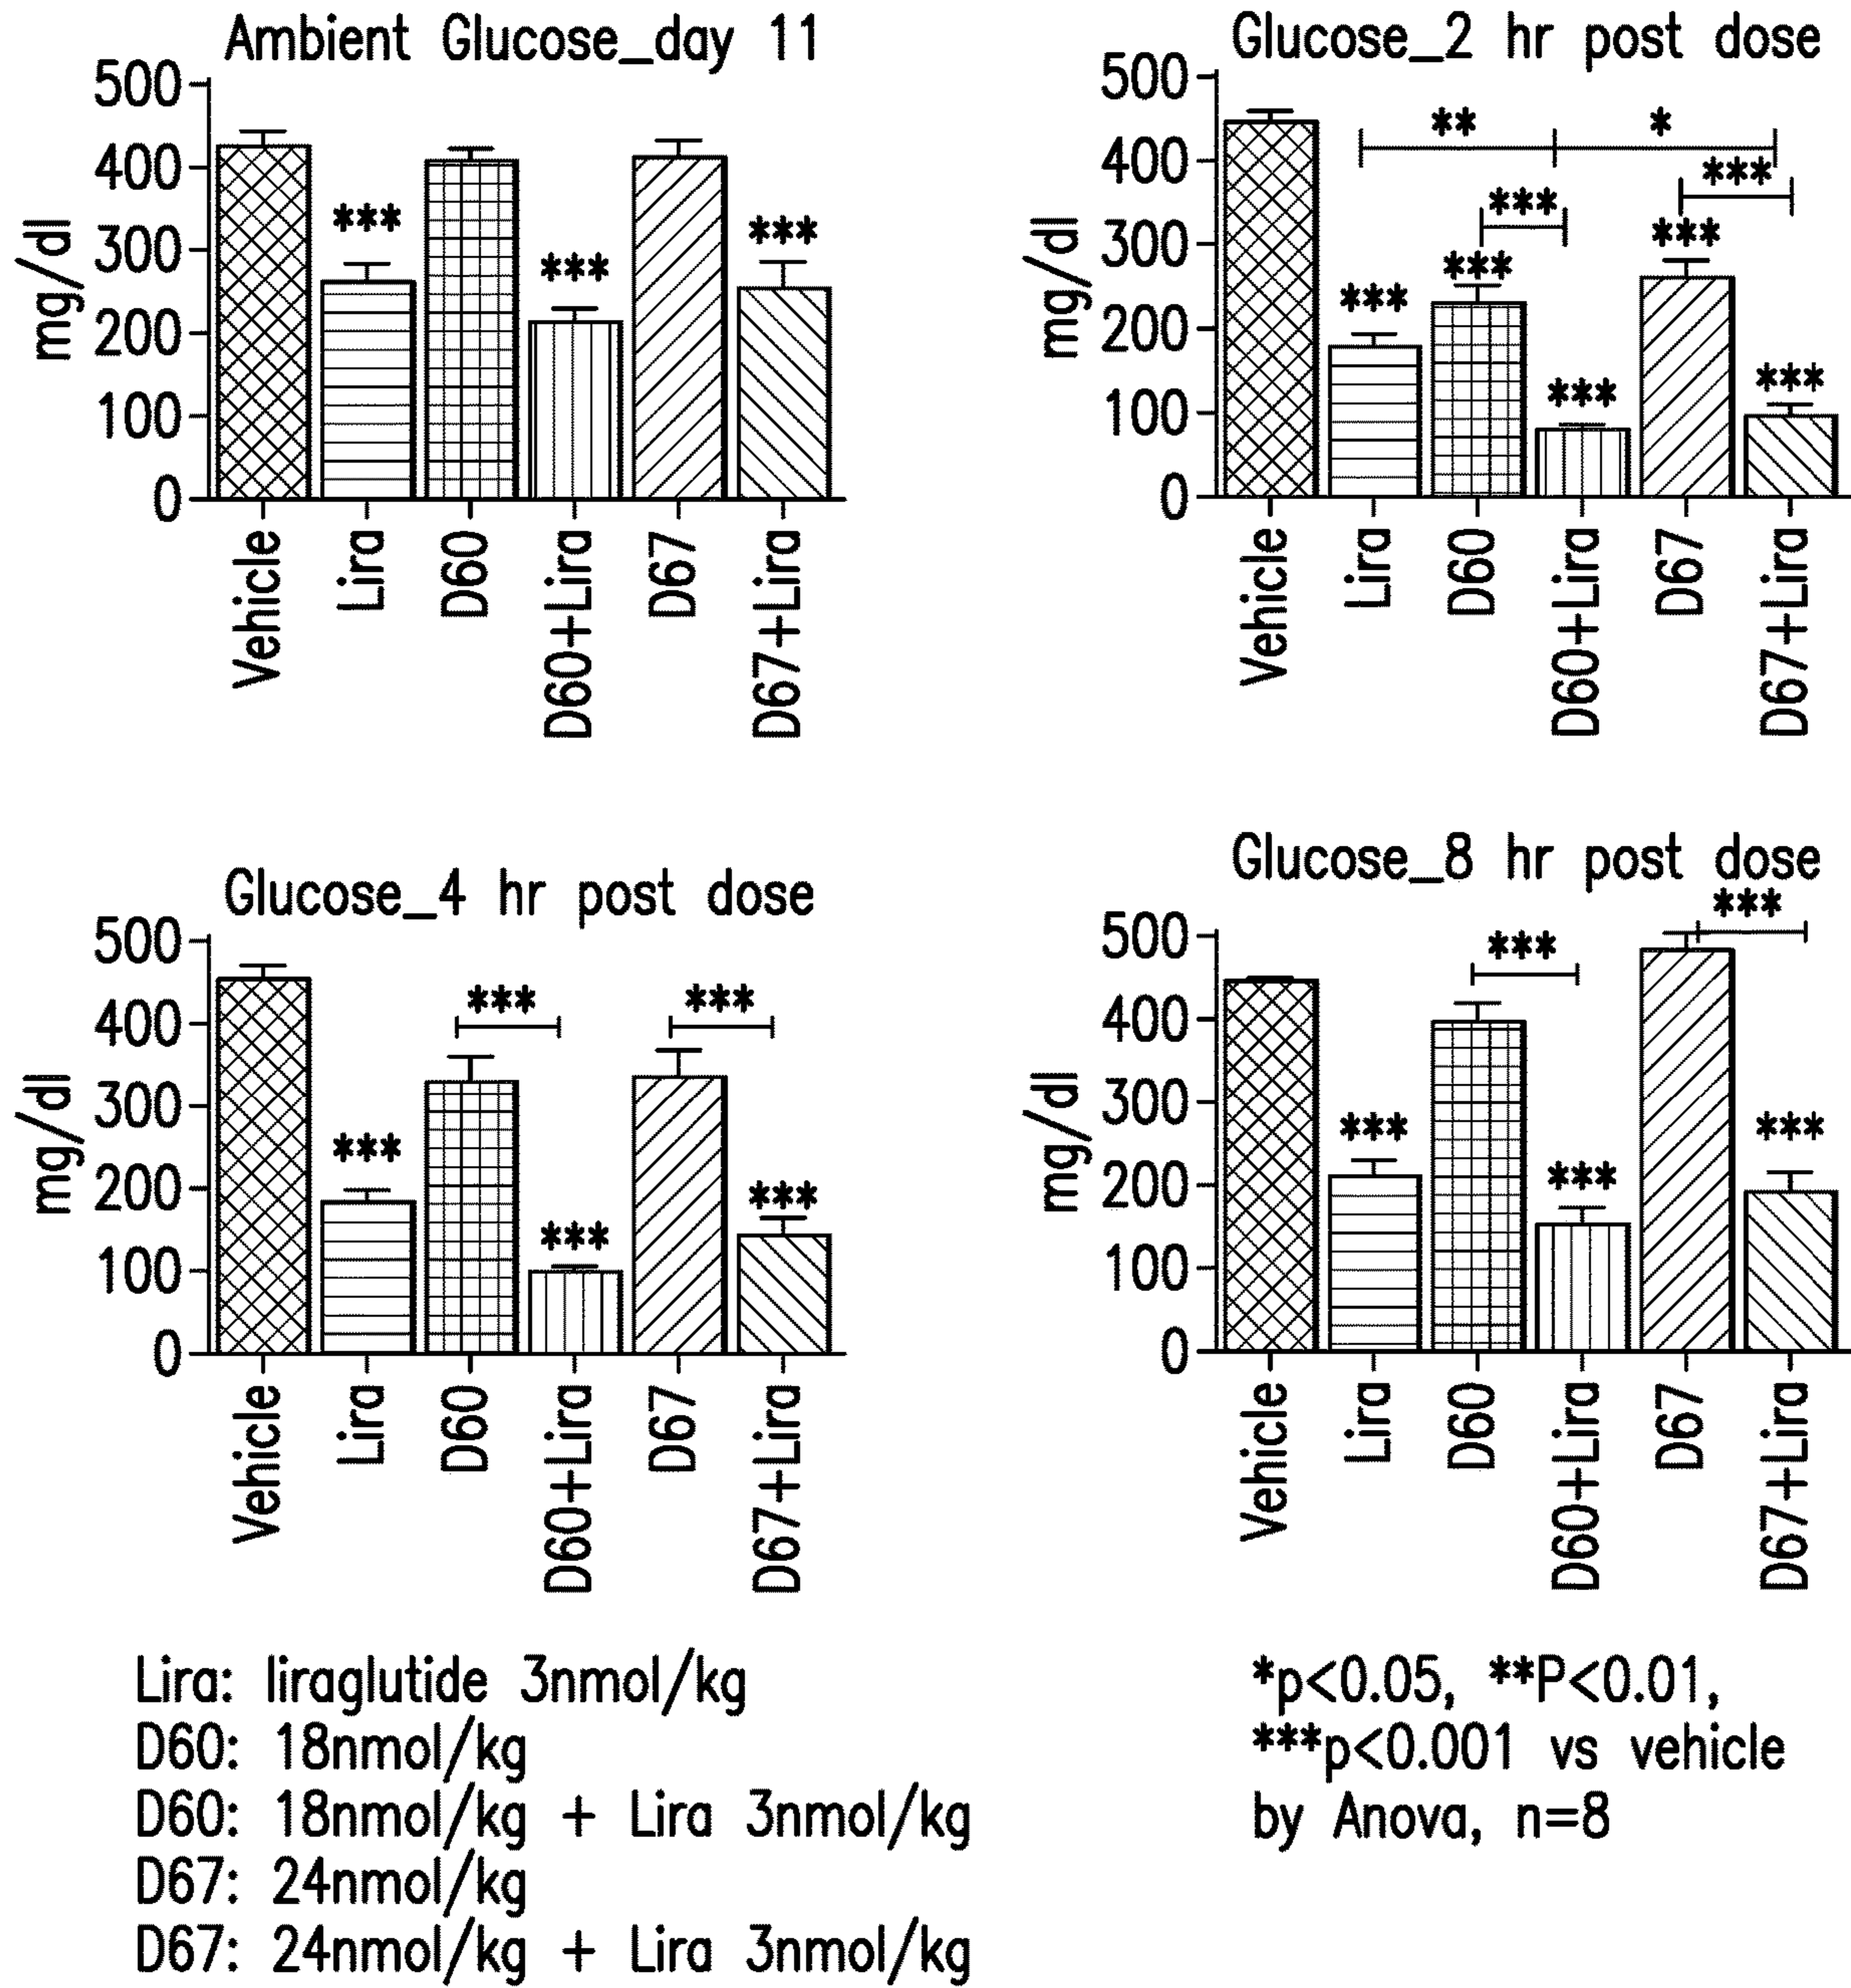 Ambient Glucose_day 11
500
400
300
200
100
0
mg/dl
***
***
***
Vehicle
Lira
D60
D60+Lira
D67
D67+Lira
Glucose_2 hr post dose
500
400
300
200
100
0
mg/dl
**
*
***
***
***
***
***
***
***
Vehicle
Lira
D60
D60+Lira
D67
D67+Lira
Glucose_4 hr post dose
500
400
300
200
100
0
mg/dl
***
***
***
***
***
Vehicle
Lira
D60
D60+Lira
D67
D67+Lira
Glucose_8 hr post dose
500
400
300
200
100
0
mg/dl
***
***
***
***
***
Vehicle
Lira
D60
D60+Lira
D67
D67+Lira
Lira: liraglutide 3nmol/kg
D60: 18nmol/kg
D60: 18nmol/kg + Lira 3nmol/kg
D67: 24nmol/kg
D67: 24nmol/kg + Lira 3nmol/kg
*p<0.05, **P<0.01,
***p<0.001 vs vehicle
by Anova, n=8